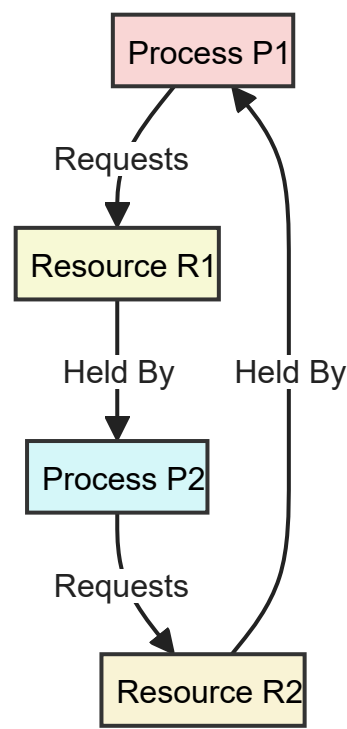 Process P1
Requests
Resource R1
Held By
Held By
Process P2
Requests
Resource R2